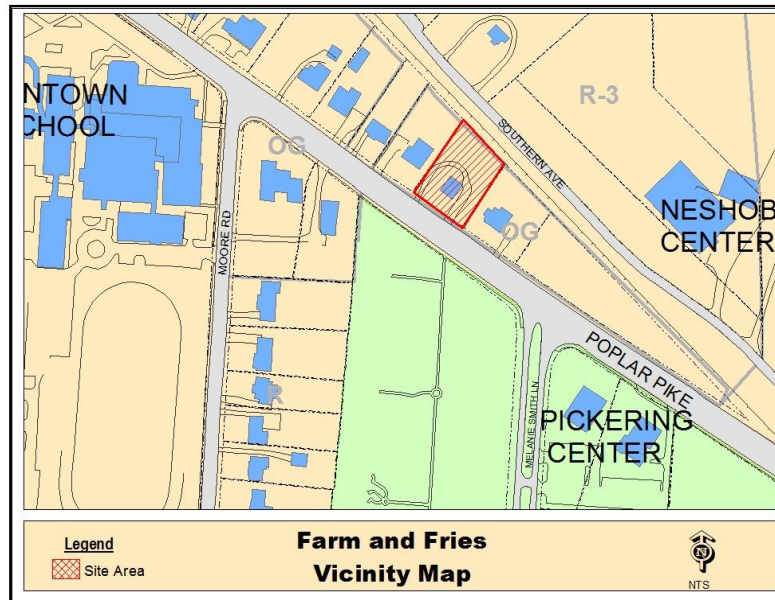 NTOWN
CHOOL
OG
R-3
SOUTHERN AVE
NESHOB
CENTER
MOORE RD
OG
POPLAR PIKE
R
MELANIE SMITH LN
PICKERING
CENTER
Legend
Site Area
Farm and Fries
Vicinity Map
N
NTS